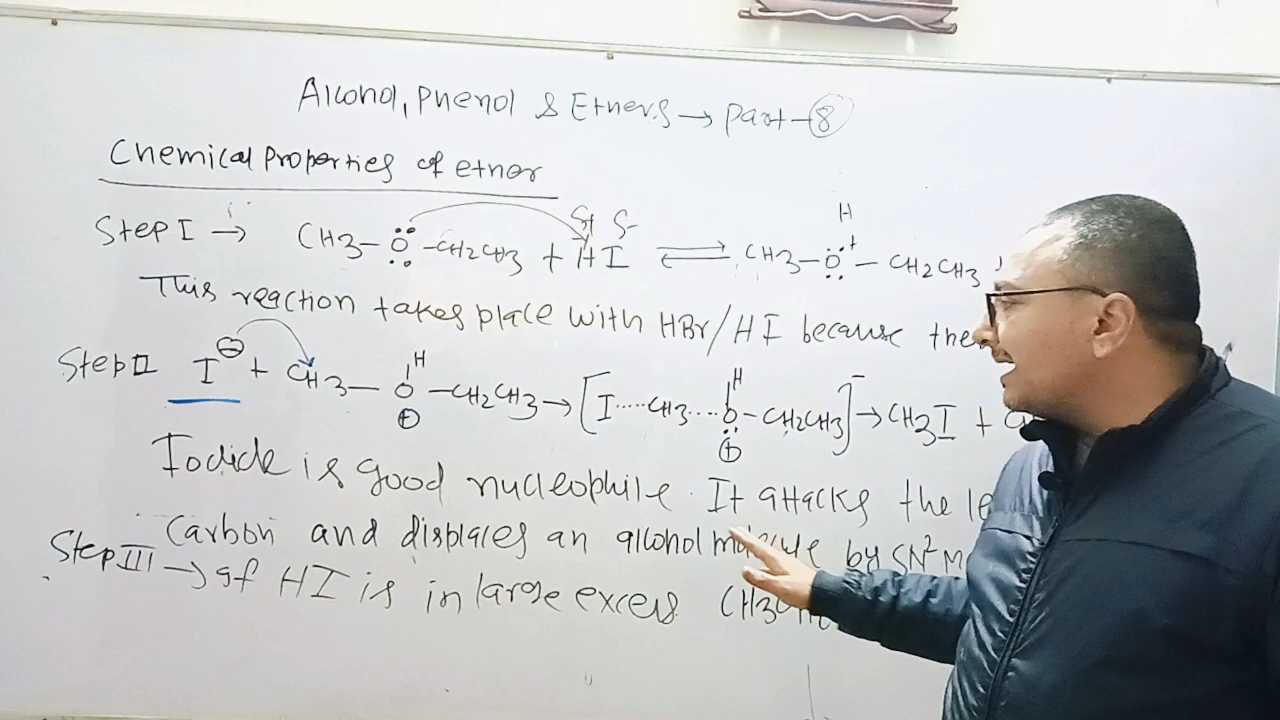 Alcohol, Phenol & Ethers → Part-8
Chemical Properties of ether
Step I → CH3-O-CH2CH3 + HI ⇌ CH3-O+-CH2CH3
δ+ δ- H
This reaction takes place with HBr/HI because
Step II I⊖ + CH3-O-CH2CH3 → [I.....CH3....O-CH2CH3]- → CH3I +
H ⊕ H ⊕
Iodide is good nucleophile. It attacks the
Carbon and displaces an alcohol molecule by SN2
Step III → If HI is in large excess